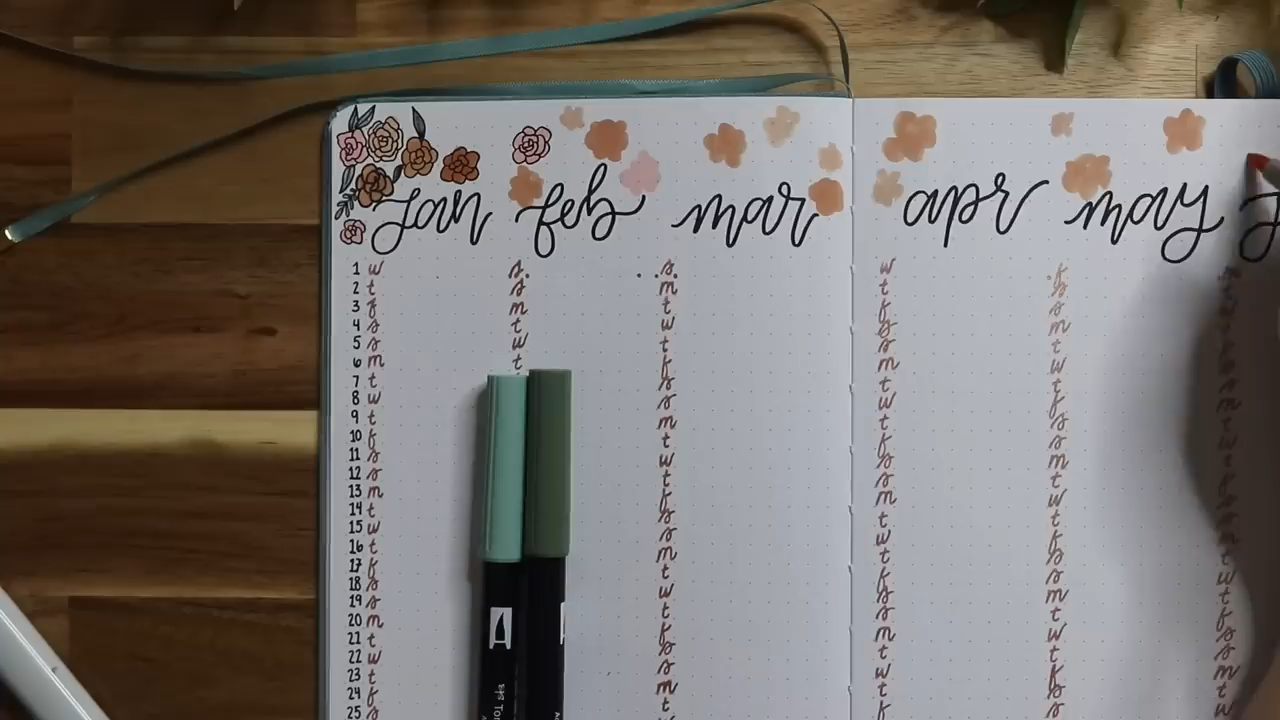 jan feb mar apr may
1 w s s w f
2 t s m t s
3 f m t f s
4 s t w s m
5 s w t s t
6 m t f m w
7 t s t t
8 w s w f
9 t m t s
10 f t f s
11 s w s m
12 s t s t
13 m f m w
14 t s t t
15 w s w f
16 t m t s
17 f t f s w
18 s w s m t
19 s t s t f
20 m f m w s
21 t s t t s
22 w s w f m
23 t m t s t
24 f t f s w
25 s